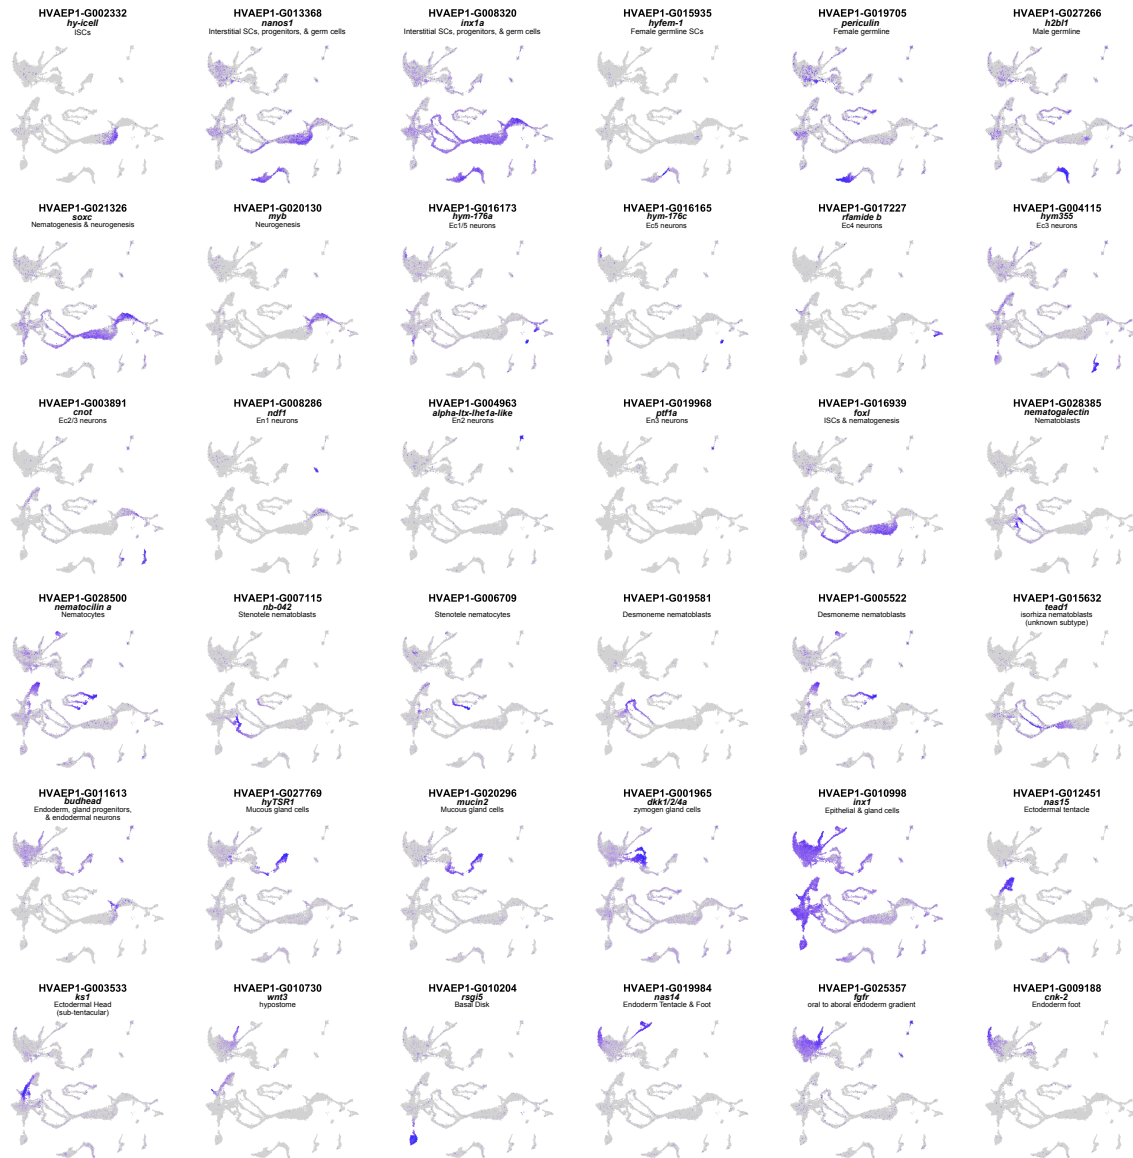 HVAEP1-G002332
hy-icell
ISCs
HVAEP1-G013368
nanos1
Interstitial SCs, progenitors, & germ cells
HVAEP1-G008320
inx1a
Interstitial SCs, progenitors, & germ cells
HVAEP1-G015935
hyfem-1
Female germline SCs
HVAEP1-G019705
periculin
Female germline
HVAEP1-G027266
h2bl1
Male germline
HVAEP1-G021326
soxc
Nematogenesis & neurogenesis
HVAEP1-G020130
myb
Neurogenesis
HVAEP1-G016173
hym-176a
Ec1/5 neurons
HVAEP1-G016165
hym-176c
Ec5 neurons
HVAEP1-G017227
rfamide b
Ec4 neurons
HVAEP1-G004115
hym355
Ec3 neurons
HVAEP1-G003891
cnot
Ec2/3 neurons
HVAEP1-G008286
ndf1
En1 neurons
HVAEP1-G004963
alpha-ltx-lhe1a-like
En2 neurons
HVAEP1-G019968
ptf1a
En3 neurons
HVAEP1-G016939
foxl
ISCs & nematogenesis
HVAEP1-G028385
nematogalectin
Nematoblasts
HVAEP1-G028500
nematocilin a
Nematocytes
HVAEP1-G007115
nb-042
Stenotele nematoblasts
HVAEP1-G006709
Stenotele nematocytes
HVAEP1-G019581
Desmoneme nematoblasts
HVAEP1-G005522
Desmoneme nematoblasts
HVAEP1-G015632
tead1
isorhiza nematoblasts
(unknown subtype)
HVAEP1-G011613
budhead
Endoderm, gland progenitors,
& endodermal neurons
HVAEP1-G027769
hyTSR1
Mucous gland cells
HVAEP1-G020296
mucin2
Mucous gland cells
HVAEP1-G001965
dkk1/2/4a
zymogen gland cells
HVAEP1-G010998
inx1
Epithelial & gland cells
HVAEP1-G012451
nas15
Ectodermal tentacle
HVAEP1-G003533
ks1
Ectodermal Head
(sub-tentacular)
HVAEP1-G010730
wnt3
hypostome
HVAEP1-G010204
rsgi5
Basal Disk
HVAEP1-G019984
nas14
Endoderm Tentacle & Foot
HVAEP1-G025357
fgfr
oral to aboral endoderm gradient
HVAEP1-G009188
cnk-2
Endoderm foot